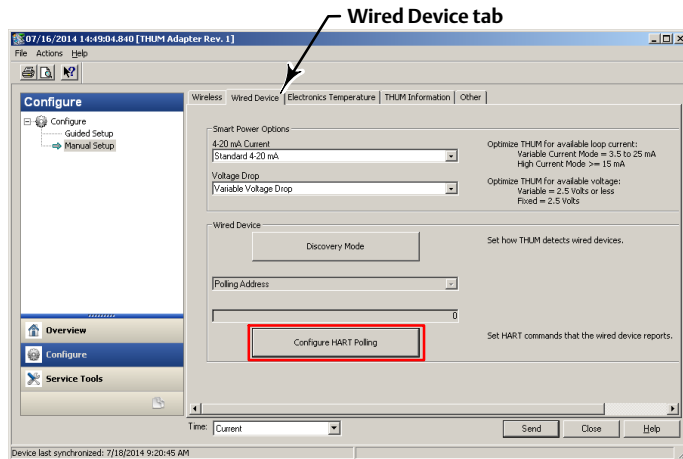 Wired Device tab
07/16/2014 14:49:04.840 [THUM Adapter Rev. 1]
File Actions Help
Configure
Configure
Guided Setup
Manual Setup
Overview
Configure
Service Tools
Wireless Wired Device Electronics Temperature THUM Information Other
Smart Power Options
4-20 mA Current
Standard 4-20 mA
Optimize THUM for available loop current:
Variable Current Mode = 3.5 to 25 mA
High Current Mode >= 15 mA
Voltage Drop
Variable Voltage Drop
Optimize THUM for available voltage:
Variable = 2.5 Volts or less
Fixed = 2.5 Volts
Wired Device
Discovery Mode
Set how THUM detects wired devices.
Polling Address
0
Configure HART Polling
Set HART commands that the wired device reports.
Time: Current
Send Close Help
Device last synchronized: 7/18/2014 9:20:45 AM